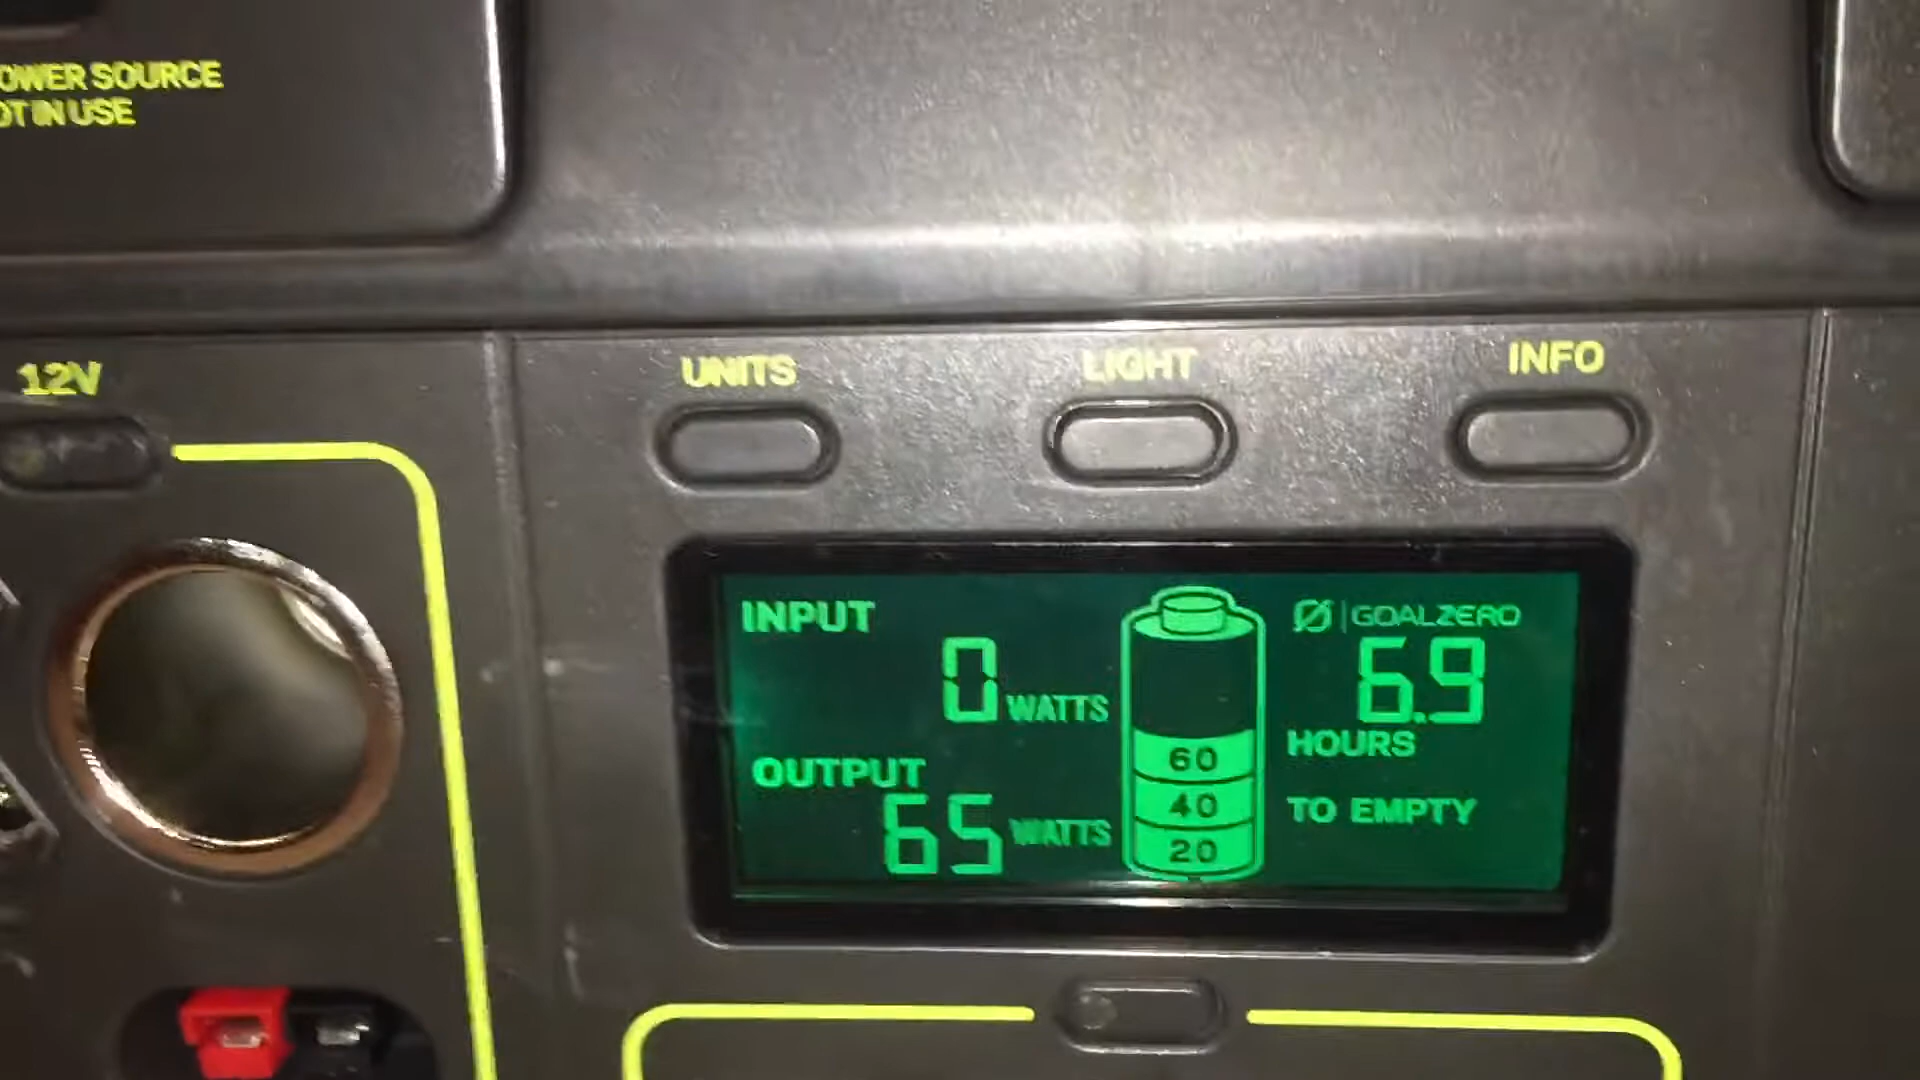 OWER SOURCE
OT IN USE
12V
UNITS
LIGHT
INFO
INPUT
0 WATTS
OUTPUT
65 WATTS
60
40
20
GOALZERO
6.9
HOURS
TO EMPTY